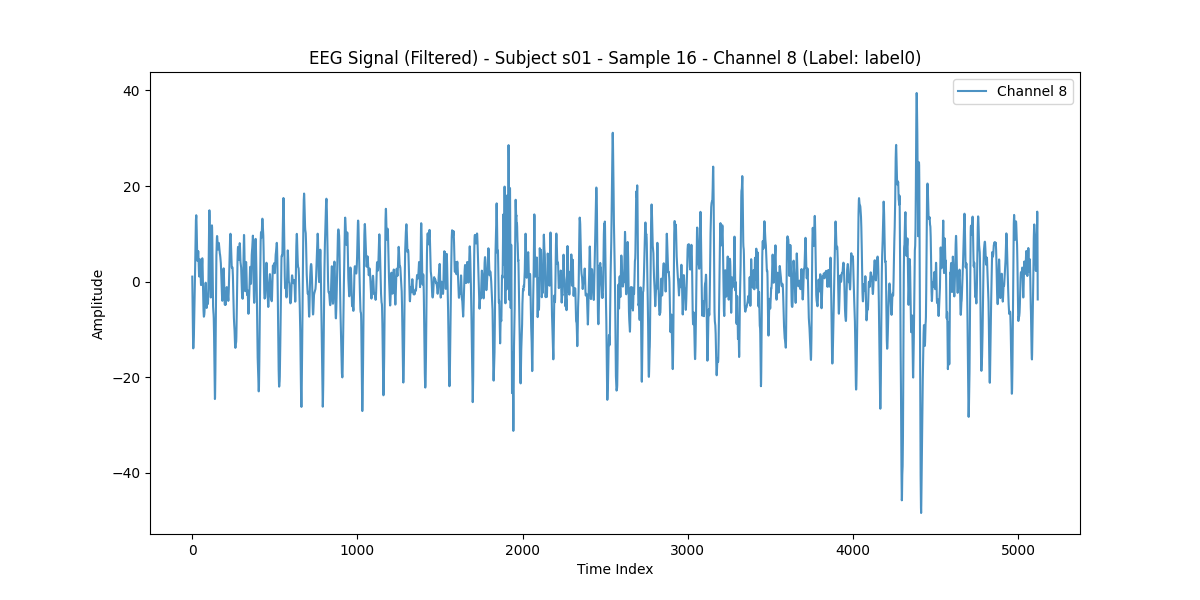 EEG Signal (Filtered) - Subject s01 - Sample 16 - Channel 8 (Label: label0)
Channel 8
40
20
0
−20
−40
Amplitude
0 1000 2000 3000 4000 5000
Time Index